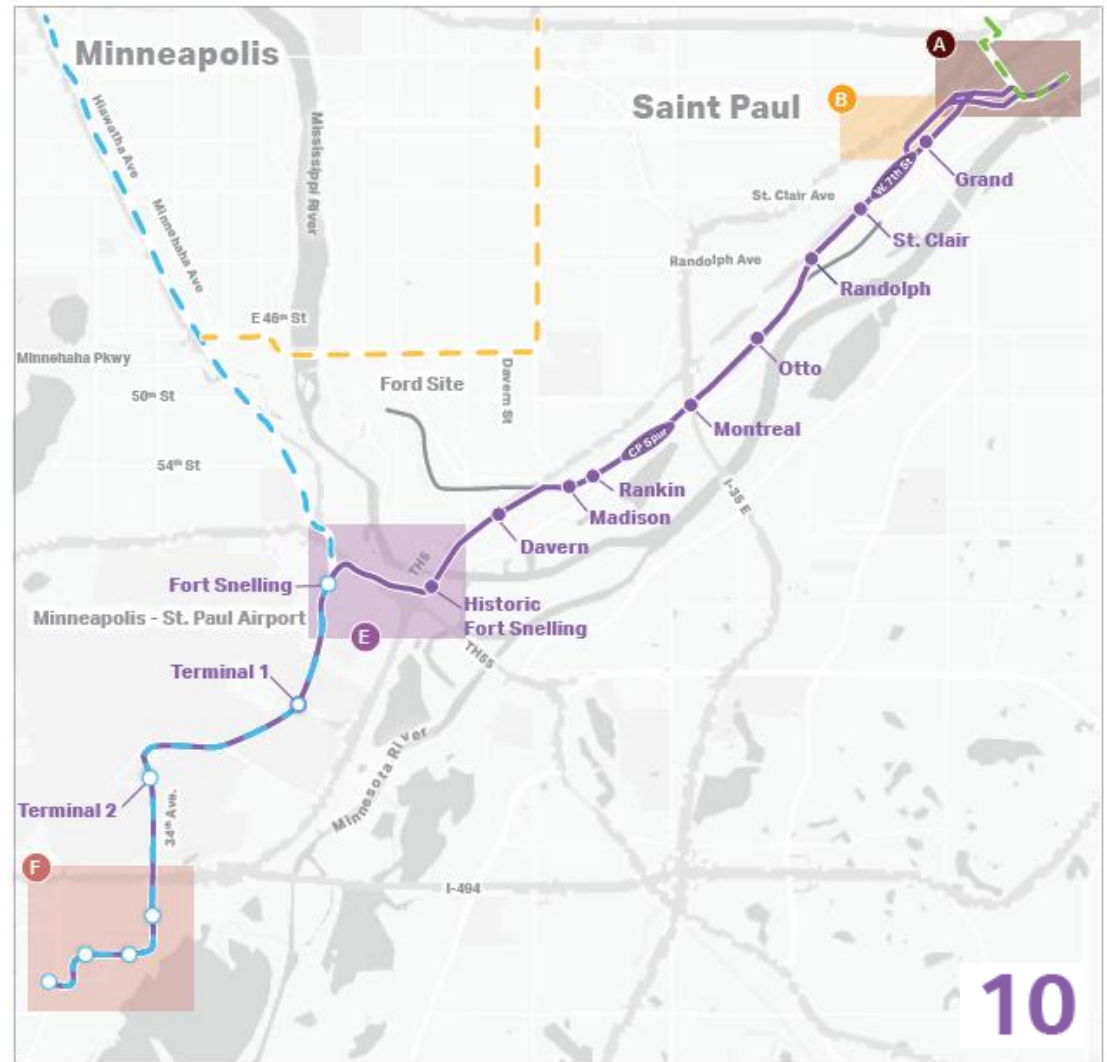 Minneapolis
A
Saint Paul
B
Hiawatha Ave
Mississippi River
W. 7th St
Grand
St. Clair Ave
Minnehaha Ave
St. Clair
Randolph Ave
Randolph
E 46th St
Minnehaha Pkwy
Otto
Davern St
Ford Site
50th St
Montreal
CP Spur
54th St
Rankin
I-35 E
Madison
Davern
TH5
Fort Snelling
Historic
Fort Snelling
Minneapolis - St. Paul Airport
E
TH55
Terminal 1
Minnesota River
Terminal 2
34th Ave.
F
I-494
10